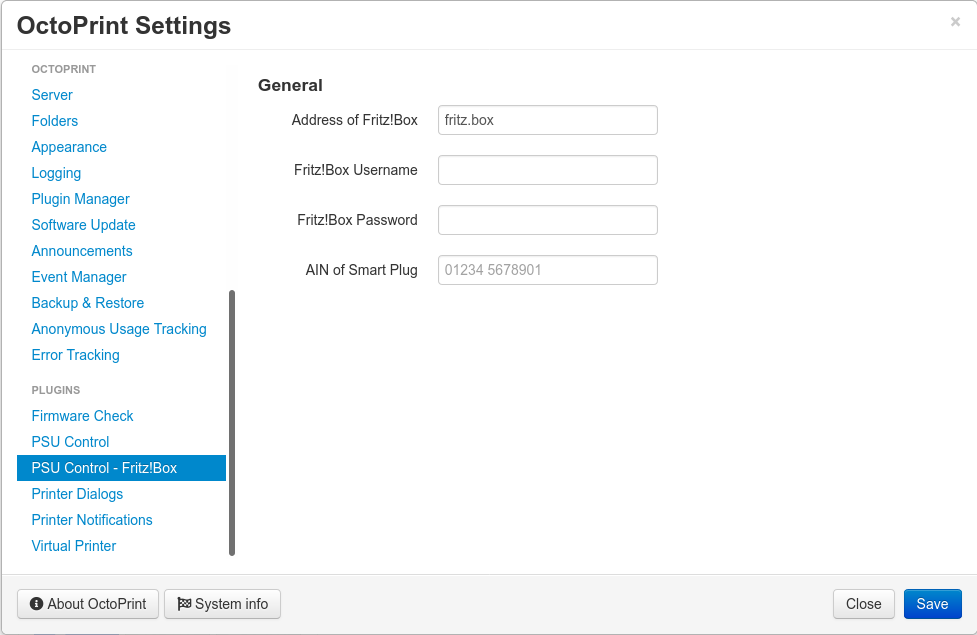 OctoPrint Settings
×
OCTOPRINT
Server
Folders
Appearance
Logging
Plugin Manager
Software Update
Announcements
Event Manager
Backup & Restore
Anonymous Usage Tracking
Error Tracking
PLUGINS
Firmware Check
PSU Control
PSU Control - Fritz!Box
Printer Dialogs
Printer Notifications
Virtual Printer
General
Address of Fritz!Box fritz.box
Fritz!Box Username
Fritz!Box Password
AIN of Smart Plug 01234 5678901
About OctoPrint System info Close Save